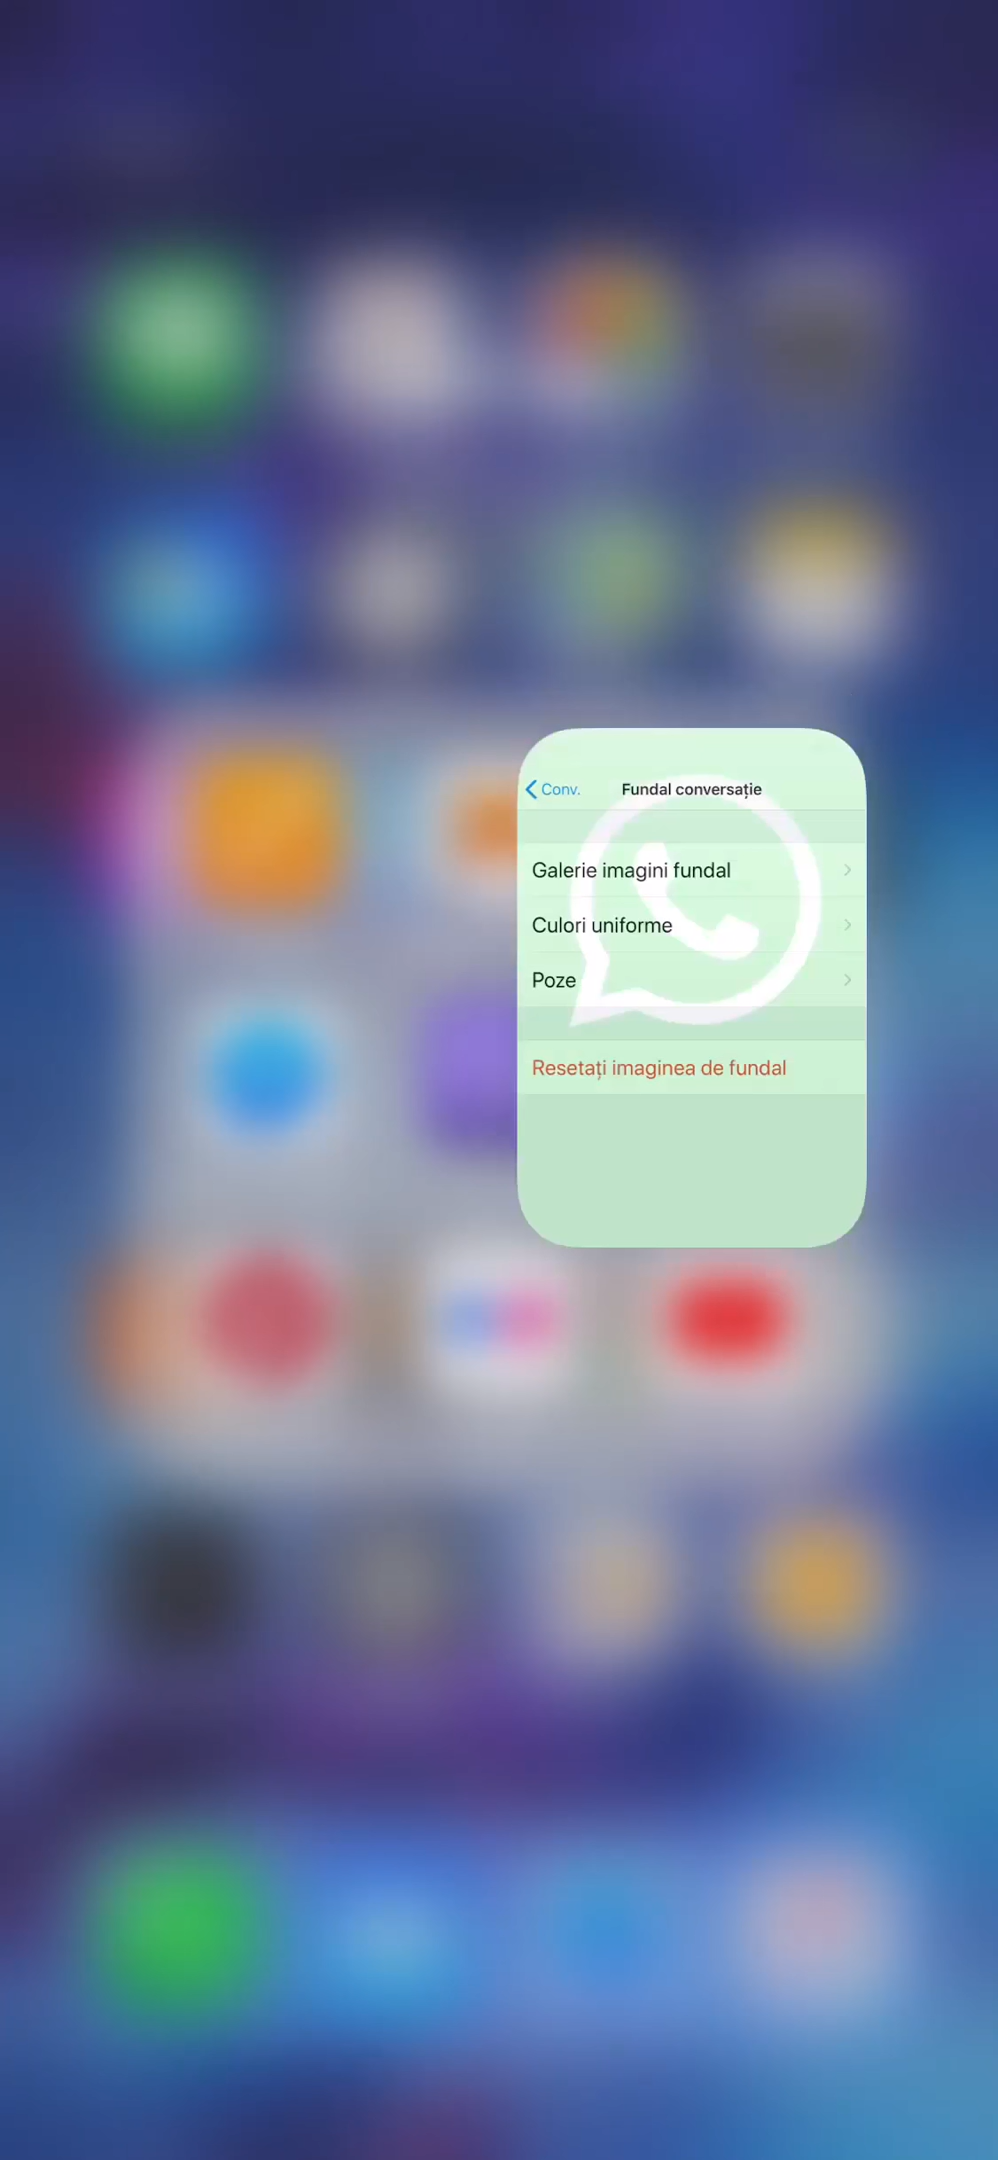 Conv.
Fundal conversație
Galerie imagini fundal
Culori uniforme
Poze
Resetați imaginea de fundal